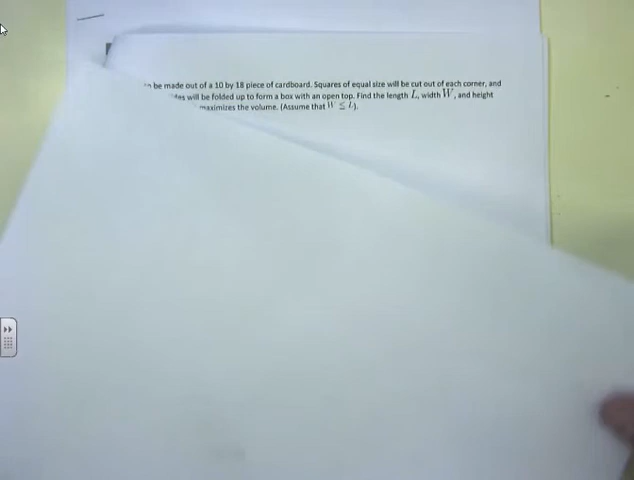 be made out of a 10 by 18 piece of cardboard. Squares of equal size will be cut out of each corner, and
will be folded up to form a box with an open top. Find the length L, width W, and height
maximizes the volume. (Assume that W ≤ L).